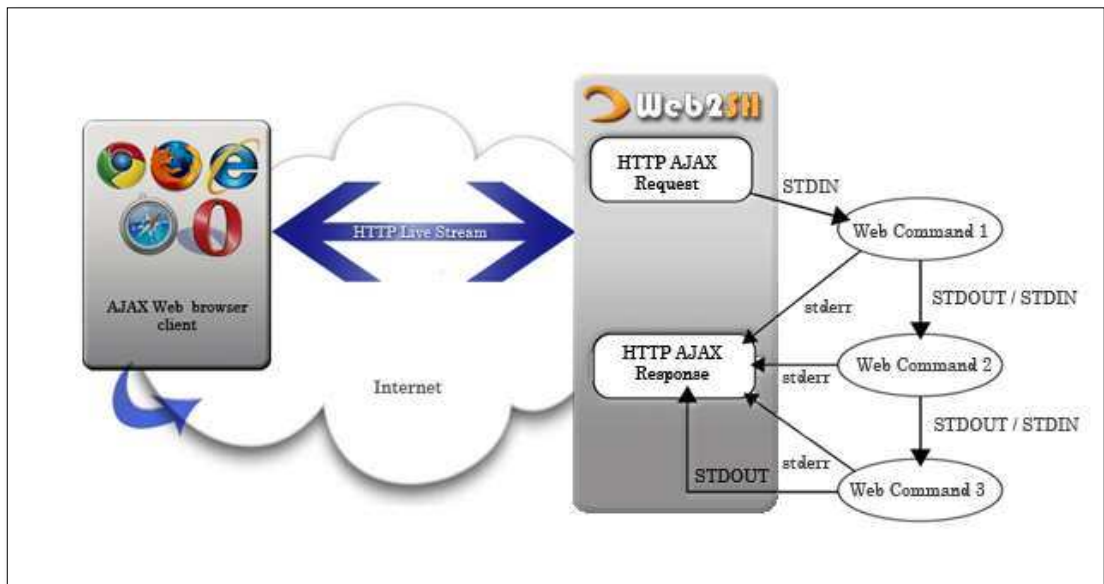 Web2SH
HTTP AJAX
Request
STDIN
Web Command 1
HTTP Live Stream
AJAX Web browser
client
STDOUT / STDIN
stderr
HTTP AJAX
Response
Web Command 2
stderr
Internet
STDOUT / STDIN
stderr
STDOUT
Web Command 3